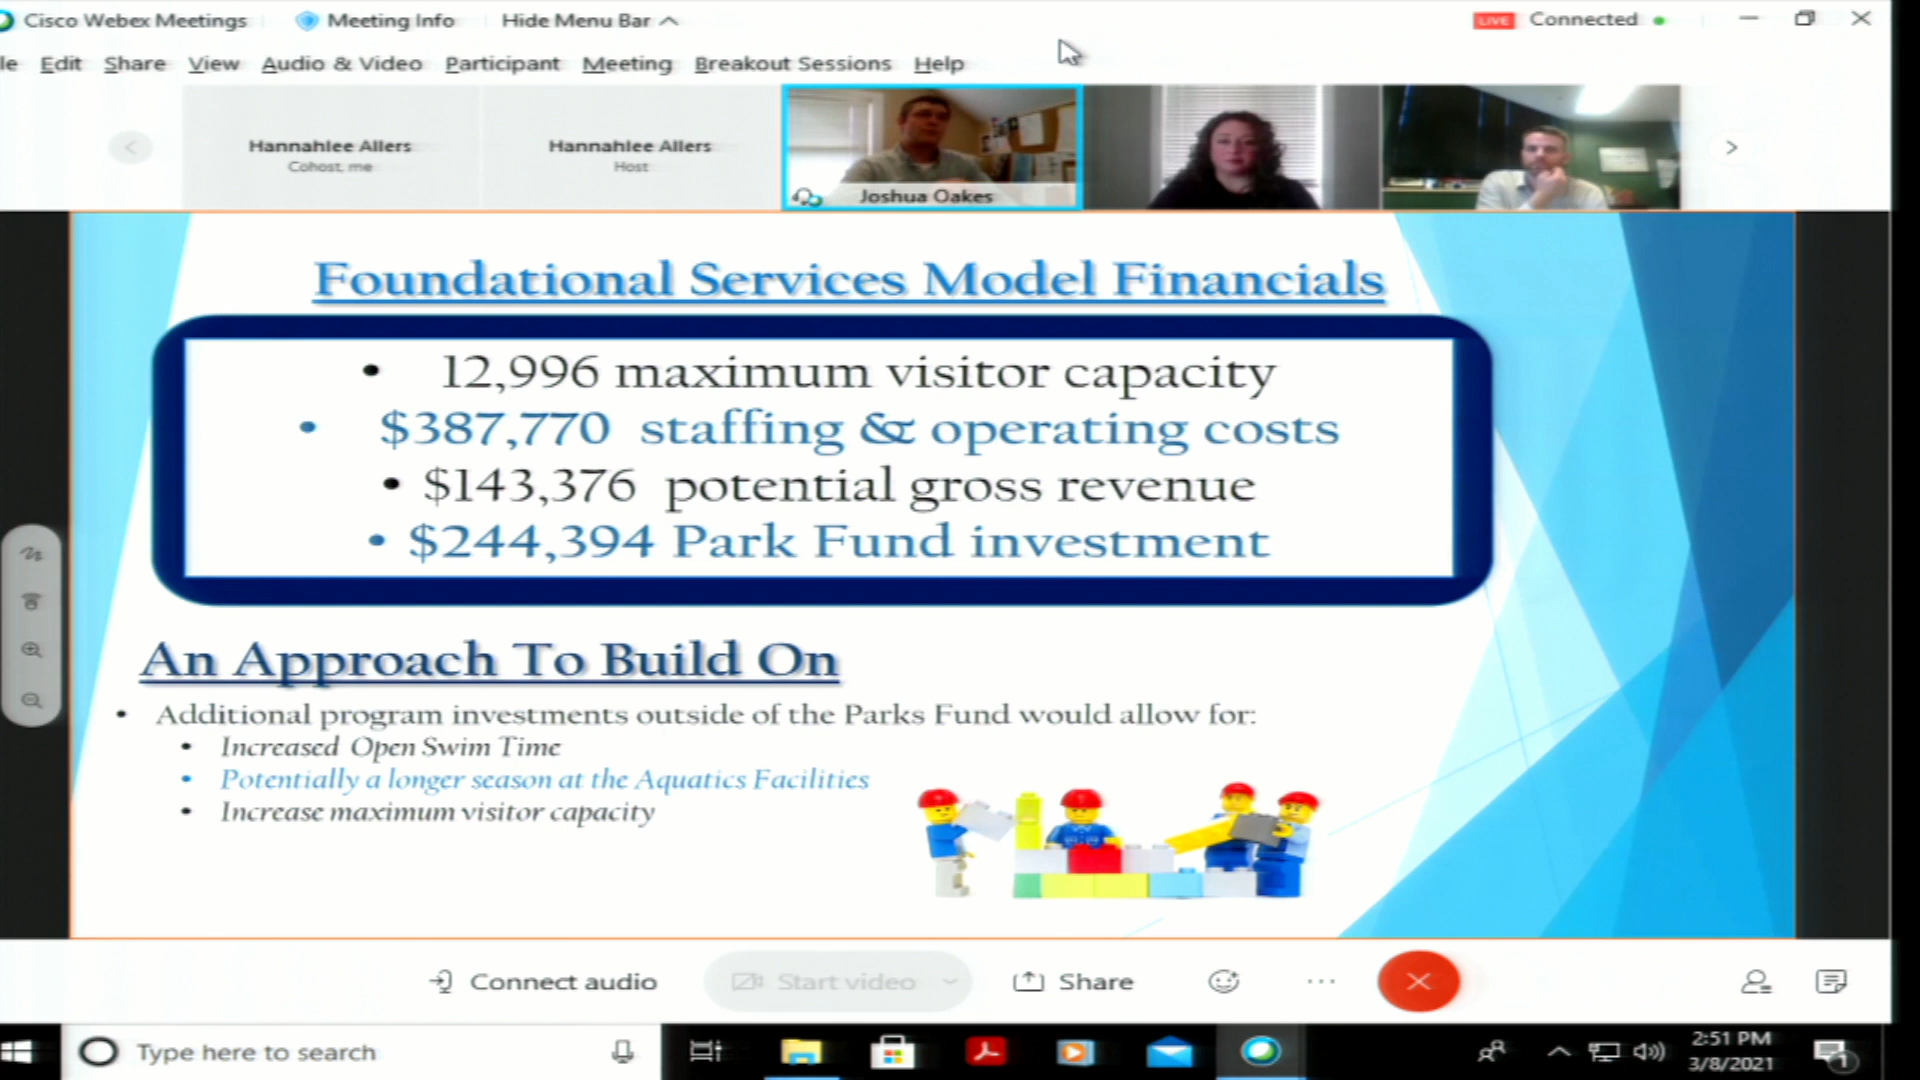 Cisco Webex Meetings
Meeting Info
Hide Menu Bar
LIVE
Connected
le
Edit
Share
View
Audio & Video
Participant
Meeting
Breakout Sessions
Help
Hannahlee Allers
Cohost, me
Hannahlee Allers
Host
Joshua Oakes
Foundational Services Model Financials
• 12,996 maximum visitor capacity
• $387,770 staffing & operating costs
• $143,376 potential gross revenue
• $244,394 Park Fund investment
An Approach To Build On
• Additional program investments outside of the Parks Fund would allow for:
• Increased Open Swim Time
• Potentially a longer season at the Aquatics Facilities
• Increase maximum visitor capacity
Connect audio
Start video
Share
Type here to search
2:51 PM
3/8/2021
1